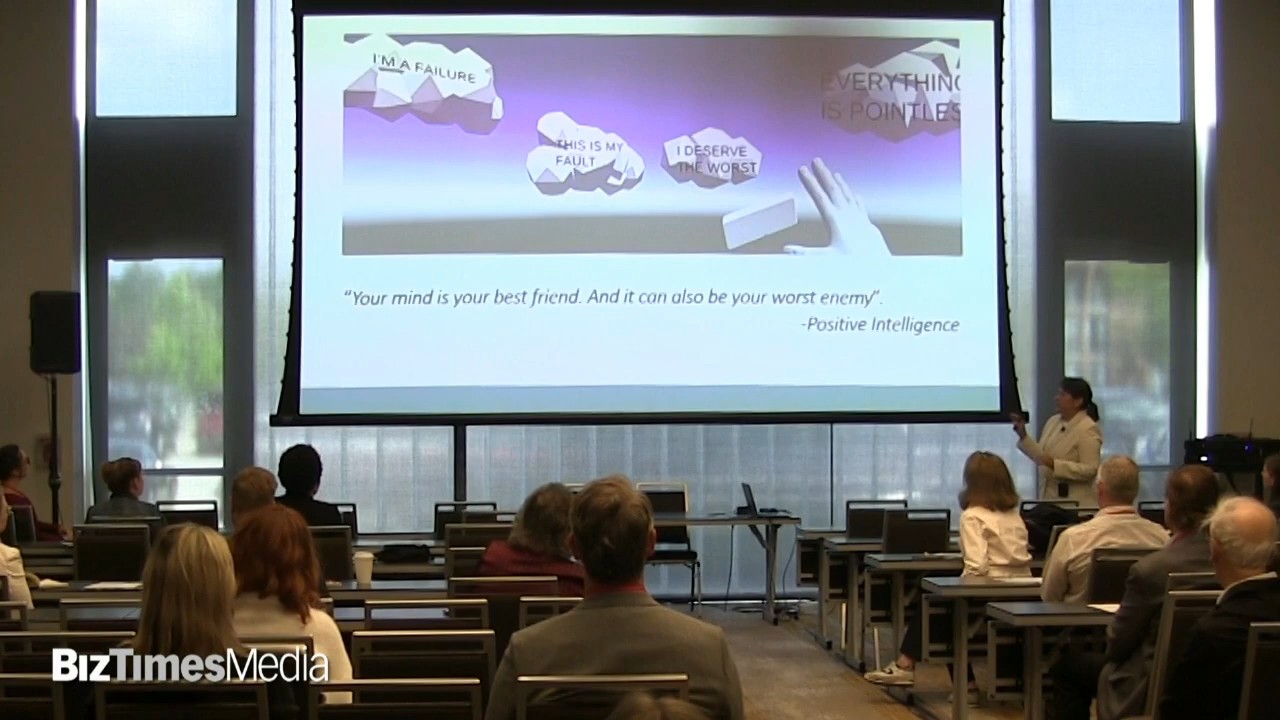 I'M A FAILURE
THIS IS MY
FAULT
I DESERVE
THE WORST
EVERYTHING
IS POINTLES
“Your mind is your best friend. And it can also be your worst enemy”.
-Positive Intelligence
BizTimesMedia